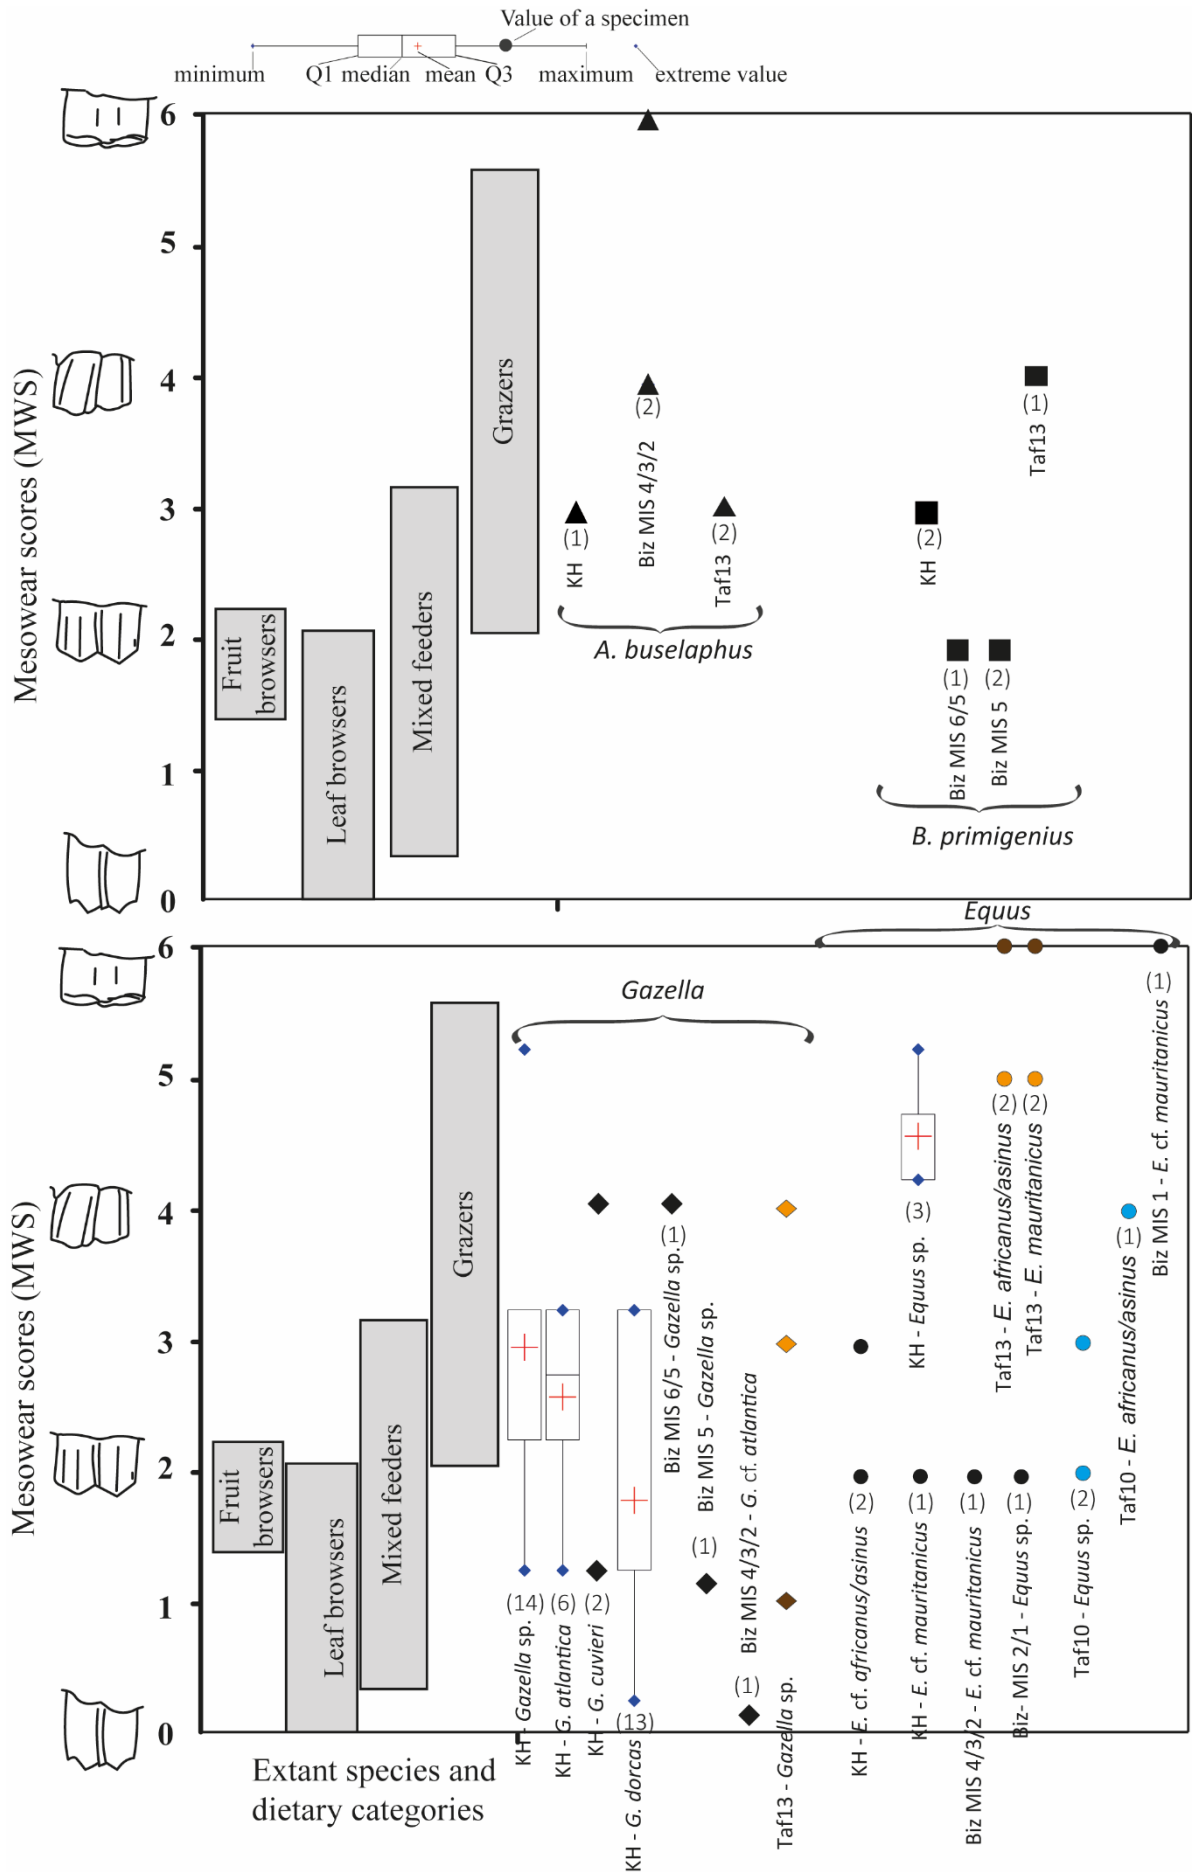 Value of a specimen
minimum Q1 median mean Q3 maximum extreme value
Mesowear scores (MWS)
6
5
4
3
2
1
0
Fruit
browsers
Leaf browsers
Mixed feeders
Grazers
(1)
KH
(2)
Biz MIS 4/3/2
(2)
Taf13
A. buselaphus
(2)
KH
(1)
Biz MIS 6/5
(2)
Biz MIS 5
(1)
Taf13
B. primigenius
Mesowear scores (MWS)
6
5
4
3
2
1
0
Fruit
browsers
Leaf browsers
Mixed feeders
Grazers
Extant species and
dietary categories
Gazella
(14)
KH - Gazella sp.
(6)
KH - G. atlantica
(2)
KH - G. cuvieri
(13)
KH - G. dorcas
(1)
Biz MIS 6/5 - Gazella sp.
(1)
Biz MIS 5 - Gazella sp.
(1)
Biz MIS 4/3/2 - G. cf. atlantica
Taf13 - Gazella sp.
Equus
(2)
KH - E. cf. africanus/asinus
(3)
KH - Equus sp.
(1)
KH - E. cf. mauritanicus
(1)
Biz MIS 4/3/2 - E. cf. mauritanicus
(2)
Taf13 - E. africanus/asinus
(2)
Taf13 - E. mauritanicus
(1)
Biz- MIS 2/1 - Equus sp.
(2)
Taf10 - Equus sp.
(1)
Taf10 - E. africanus/asinus
(1)
Biz MIS 1 - E. cf. mauritanicus